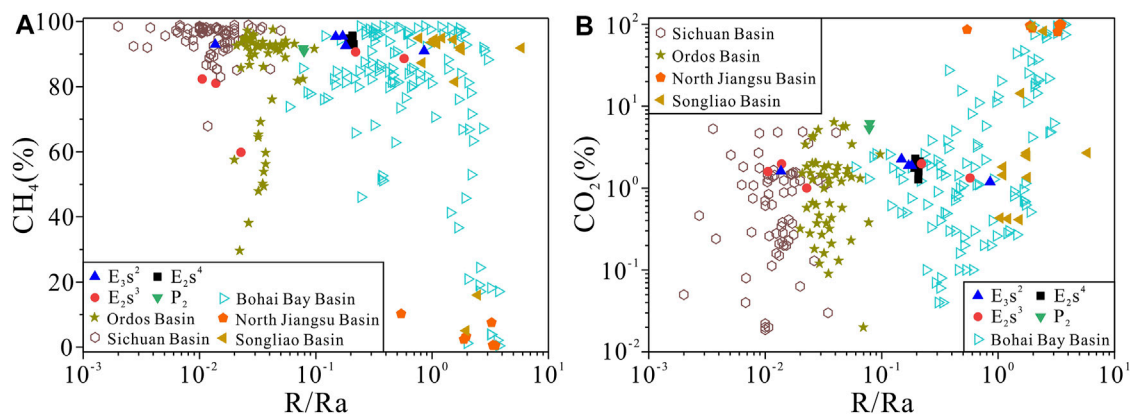 A
CH₄(%)
100
80
60
40
20
0
E₃s²
E₂s⁴
E₂s³
P₂
Bohai Bay Basin
Ordos Basin
North Jiangsu Basin
Sichuan Basin
Songliao Basin
10⁻³
10⁻²
10⁻¹
10⁰
10¹
R/Ra
B
CO₂(%)
10²
10¹
10⁰
10⁻¹
10⁻²
Sichuan Basin
Ordos Basin
North Jiangsu Basin
Songliao Basin
E₃s²
E₂s⁴
E₂s³
P₂
Bohai Bay Basin
10⁻³
10⁻²
10⁻¹
10⁰
10¹
R/Ra